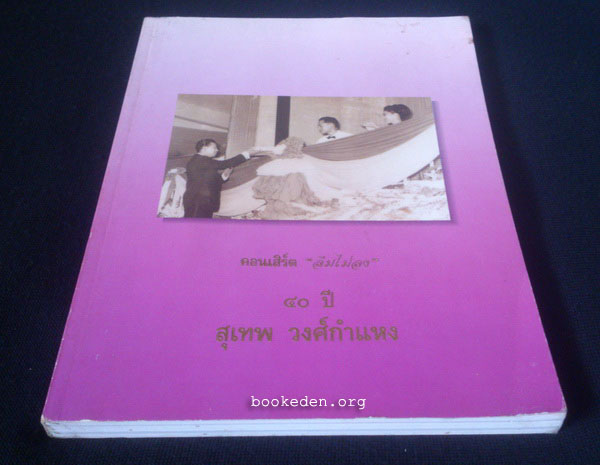 คอนเสิร์ต "ลืมไม่ลง"
๔๐ ปี
สุเทพ วงศ์กำแหง
bookeden.org